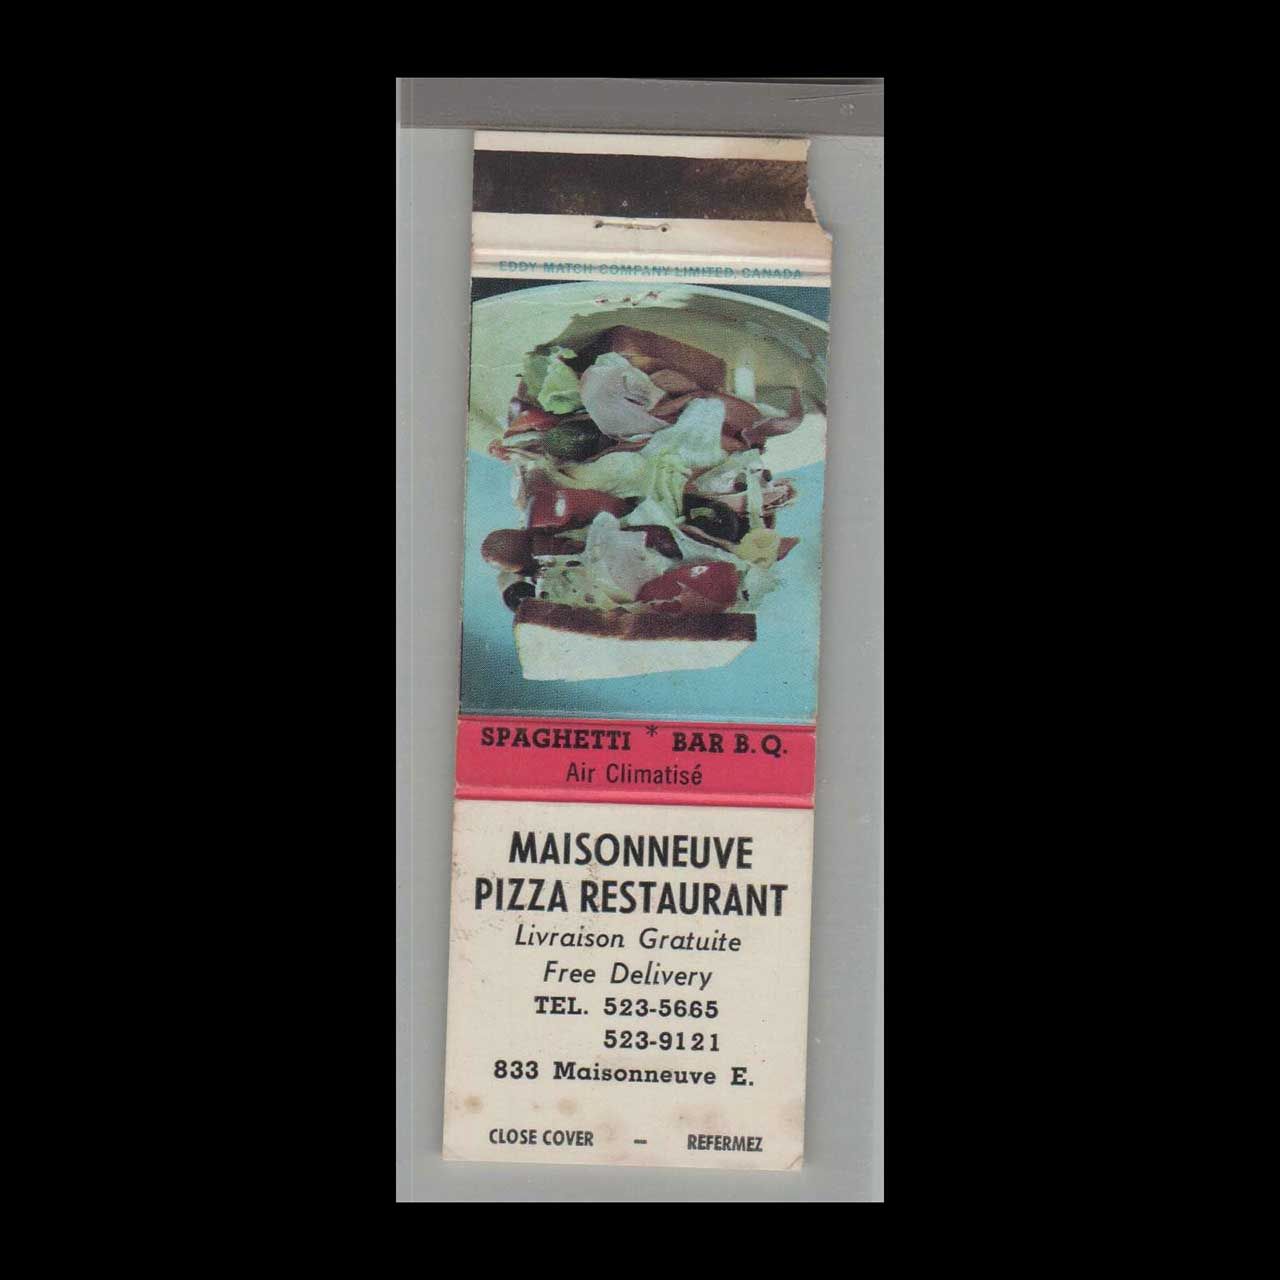 EDDY MATCH COMPANY LIMITED, CANADA
SPAGHETTI * BAR B.Q.
Air Climatisé
MAISONNEUVE
PIZZA RESTAURANT
Livraison Gratuite
Free Delivery
TEL. 523-5665
523-9121
833 Maisonneuve E.
CLOSE COVER - REFERMEZ